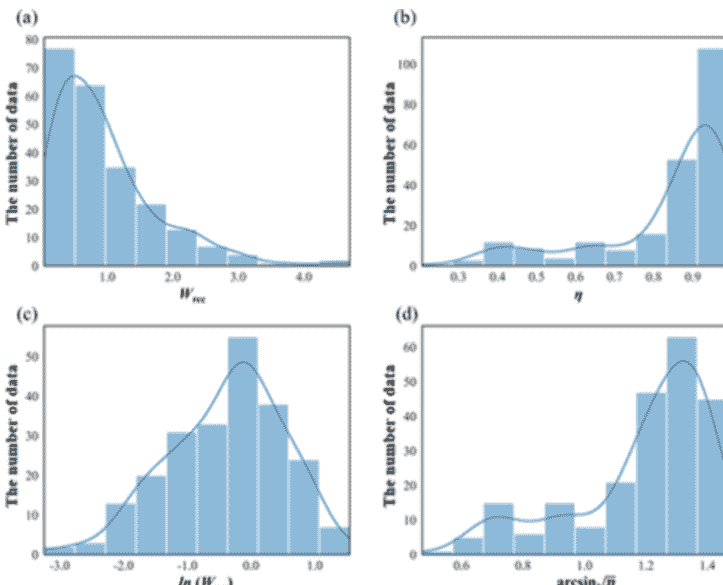 (a)
The number of data
80
70
60
50
40
30
20
10
0
1.0 2.0 3.0 4.0
W_rec
(b)
The number of data
100
80
60
40
20
0
0.3 0.4 0.5 0.6 0.7 0.8 0.9
η
(c)
The number of data
50
40
30
20
10
0
-3.0 -2.0 -1.0 0.0 1.0
ln (W
(d)
The number of data
60
50
40
30
20
10
0
0.6 0.8 1.0 1.2 1.4
arcsin√η